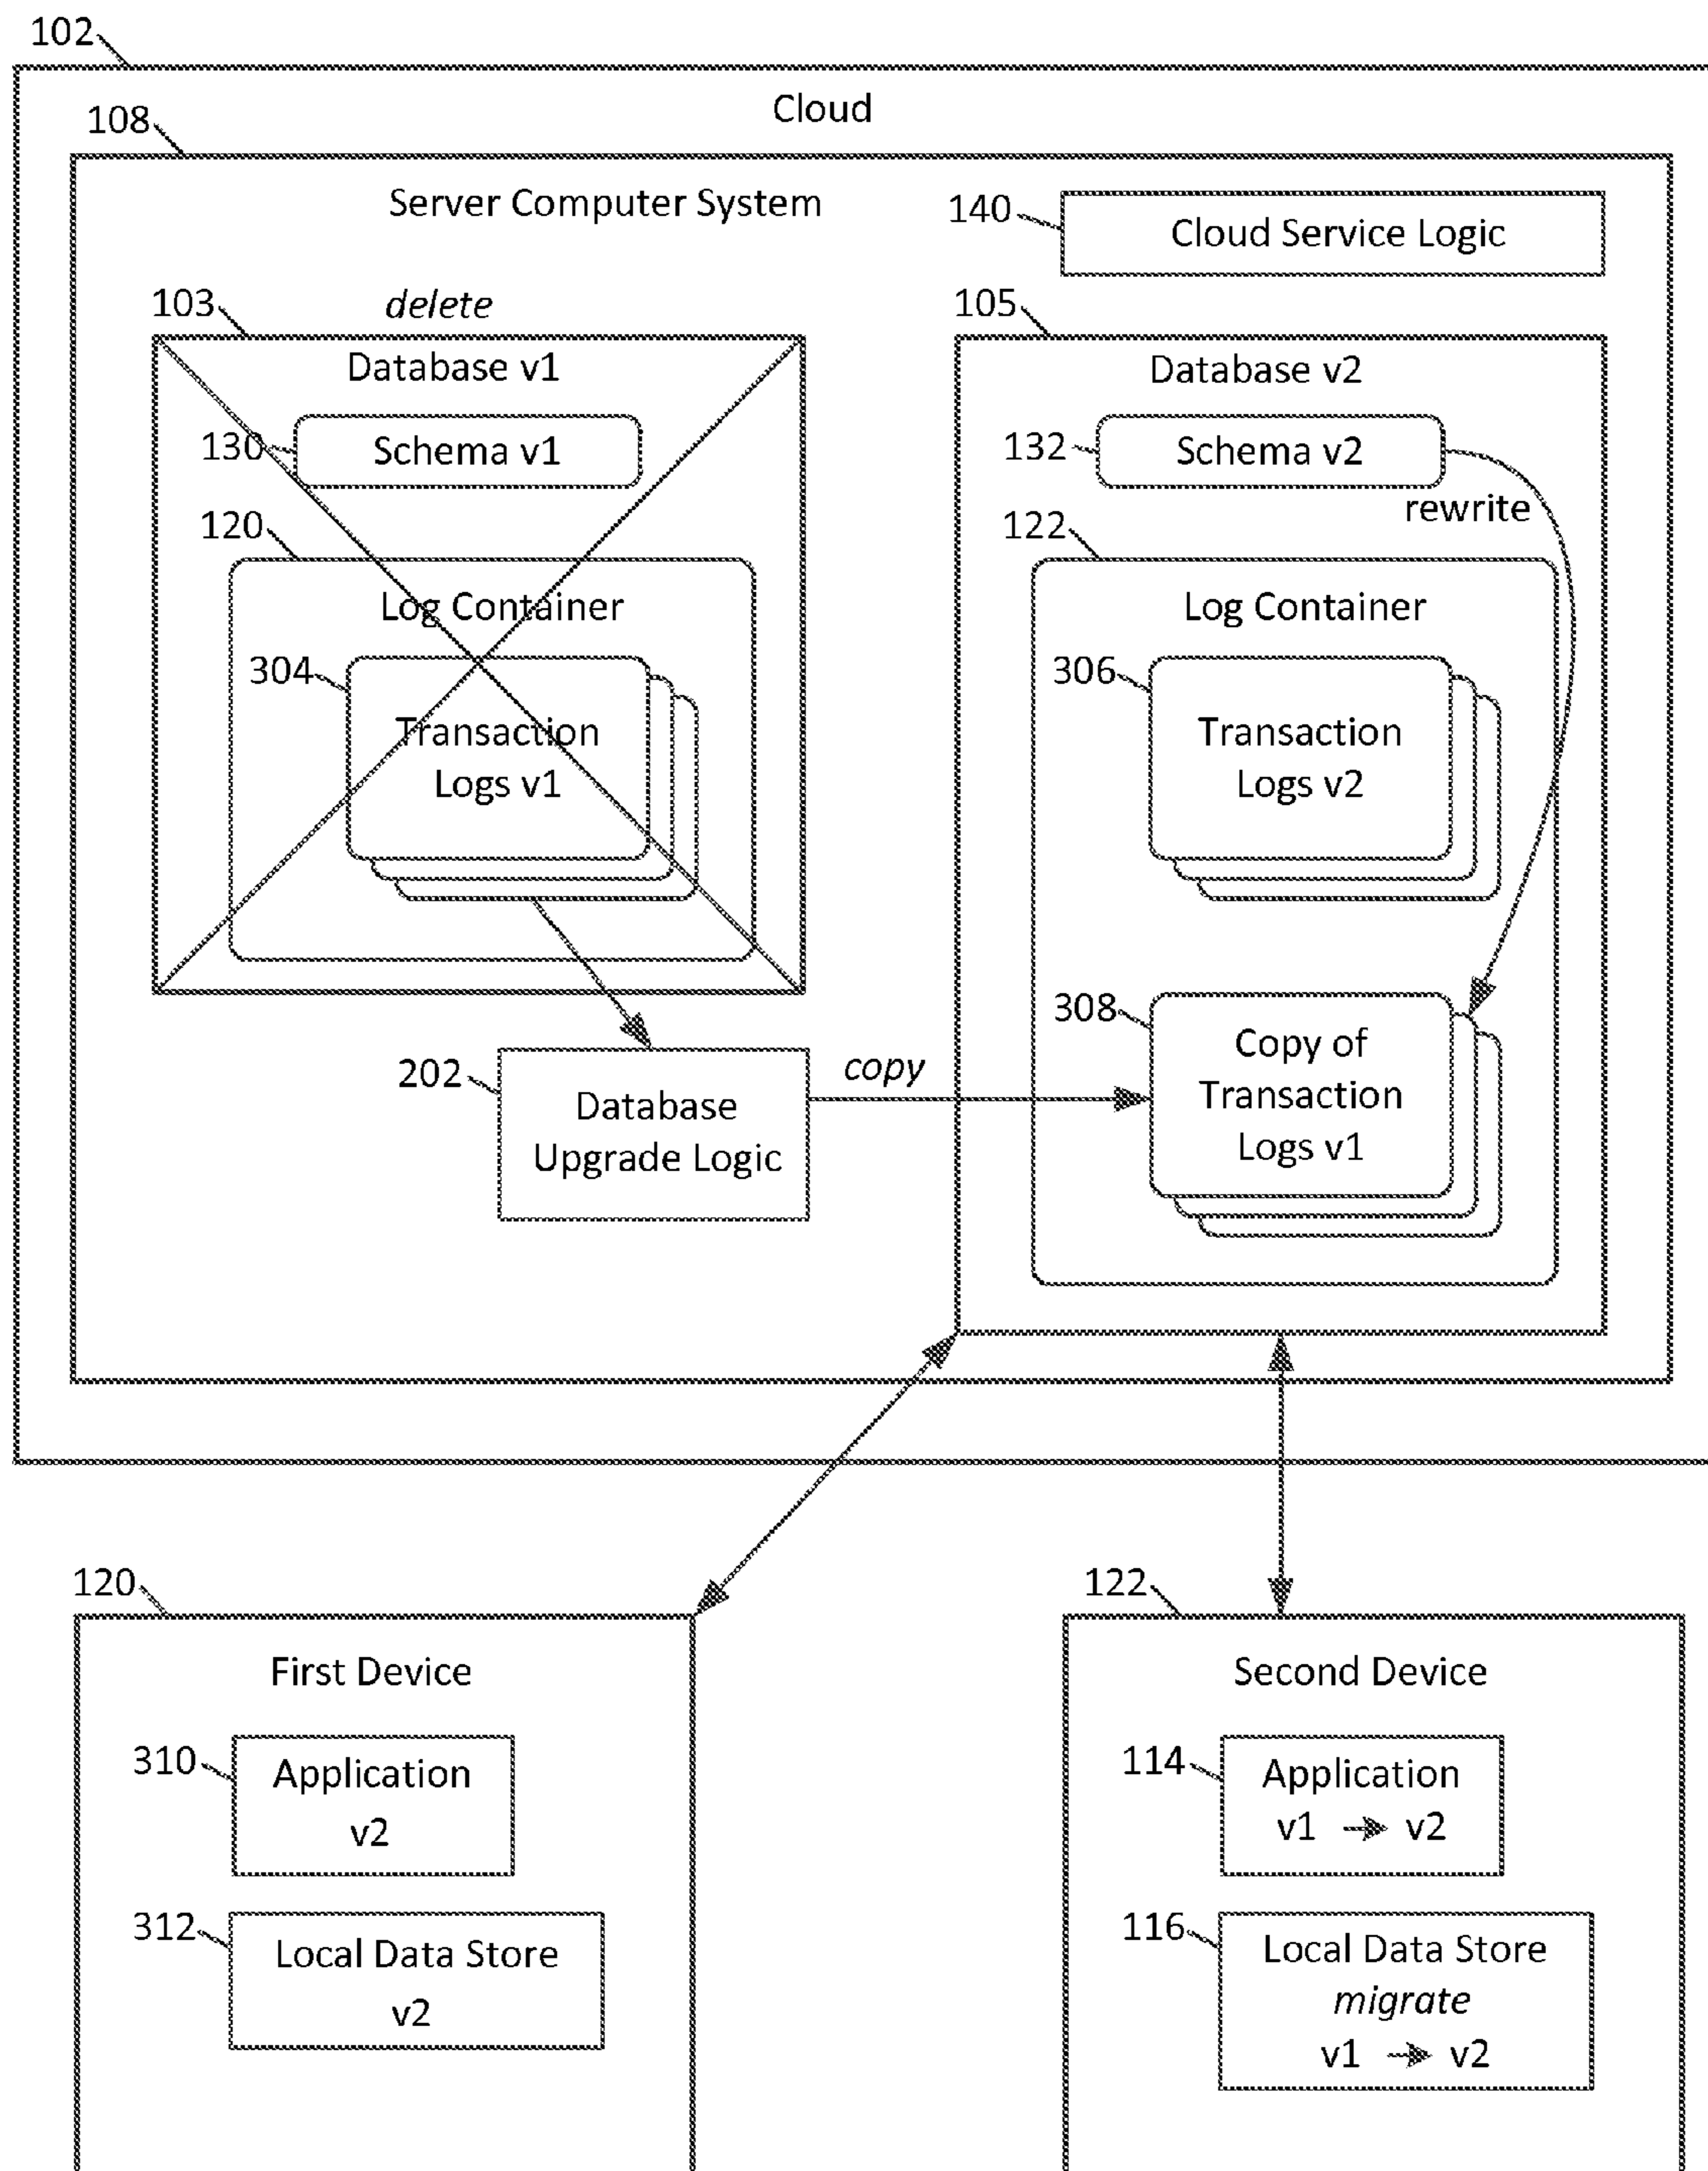 102
Cloud
108
Server Computer System
140
Cloud Service Logic
103
delete
105
Database v1
Database v2
130
Schema v1
132
Schema v2
rewrite
120
122
Log Container
Log Container
304
306
Transaction
Logs v1
Transaction
Logs v2
308
Copy of
Transaction
Logs v1
202
Database
Upgrade Logic
copy
120
122
First Device
Second Device
310
Application
v2
114
Application
v1 → v2
312
Local Data Store
v2
116
Local Data Store
migrate
v1 → v2